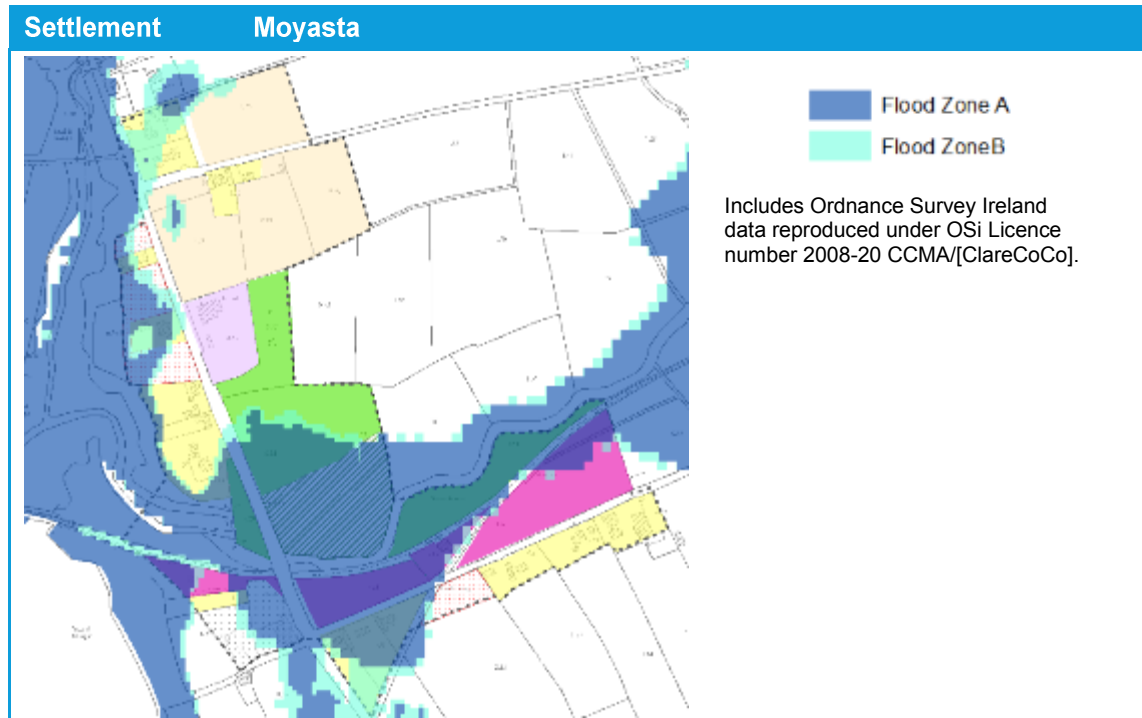 Settlement Moyasta
Flood Zone A
Flood ZoneB
Includes Ordnance Survey Ireland
data reproduced under OSi Licence
number 2008-20 CCMA/[ClareCoCo].